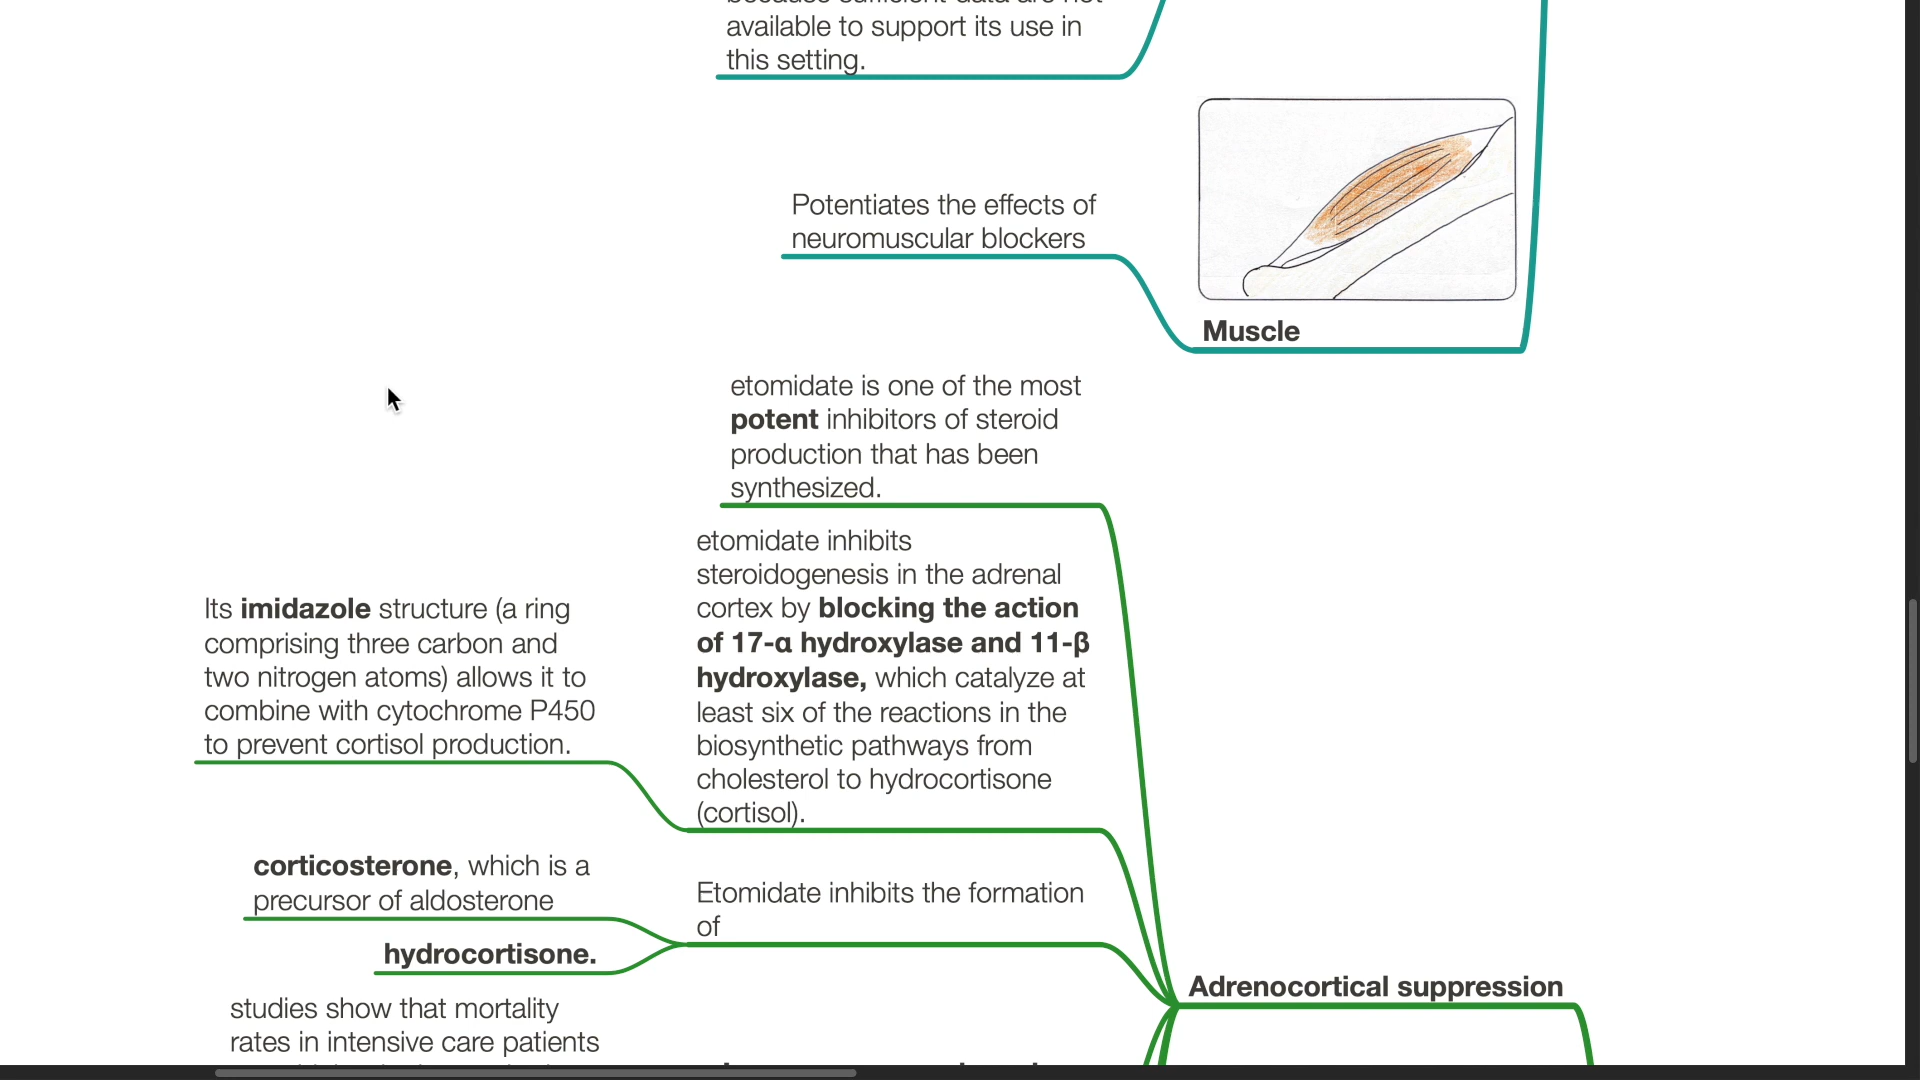 because sufficient data are not
available to support its use in
this setting.
Potentiates the effects of
neuromuscular blockers
Muscle
etomidate is one of the most
potent inhibitors of steroid
production that has been
synthesized.
etomidate inhibits
steroidogenesis in the adrenal
cortex by blocking the action
of 17-α hydroxylase and 11-β
hydroxylase, which catalyze at
least six of the reactions in the
biosynthetic pathways from
cholesterol to hydrocortisone
(cortisol).
Its imidazole structure (a ring
comprising three carbon and
two nitrogen atoms) allows it to
combine with cytochrome P450
to prevent cortisol production.
Etomidate inhibits the formation
of
corticosterone, which is a
precursor of aldosterone
hydrocortisone.
Adrenocortical suppression
studies show that mortality
rates in intensive care patients